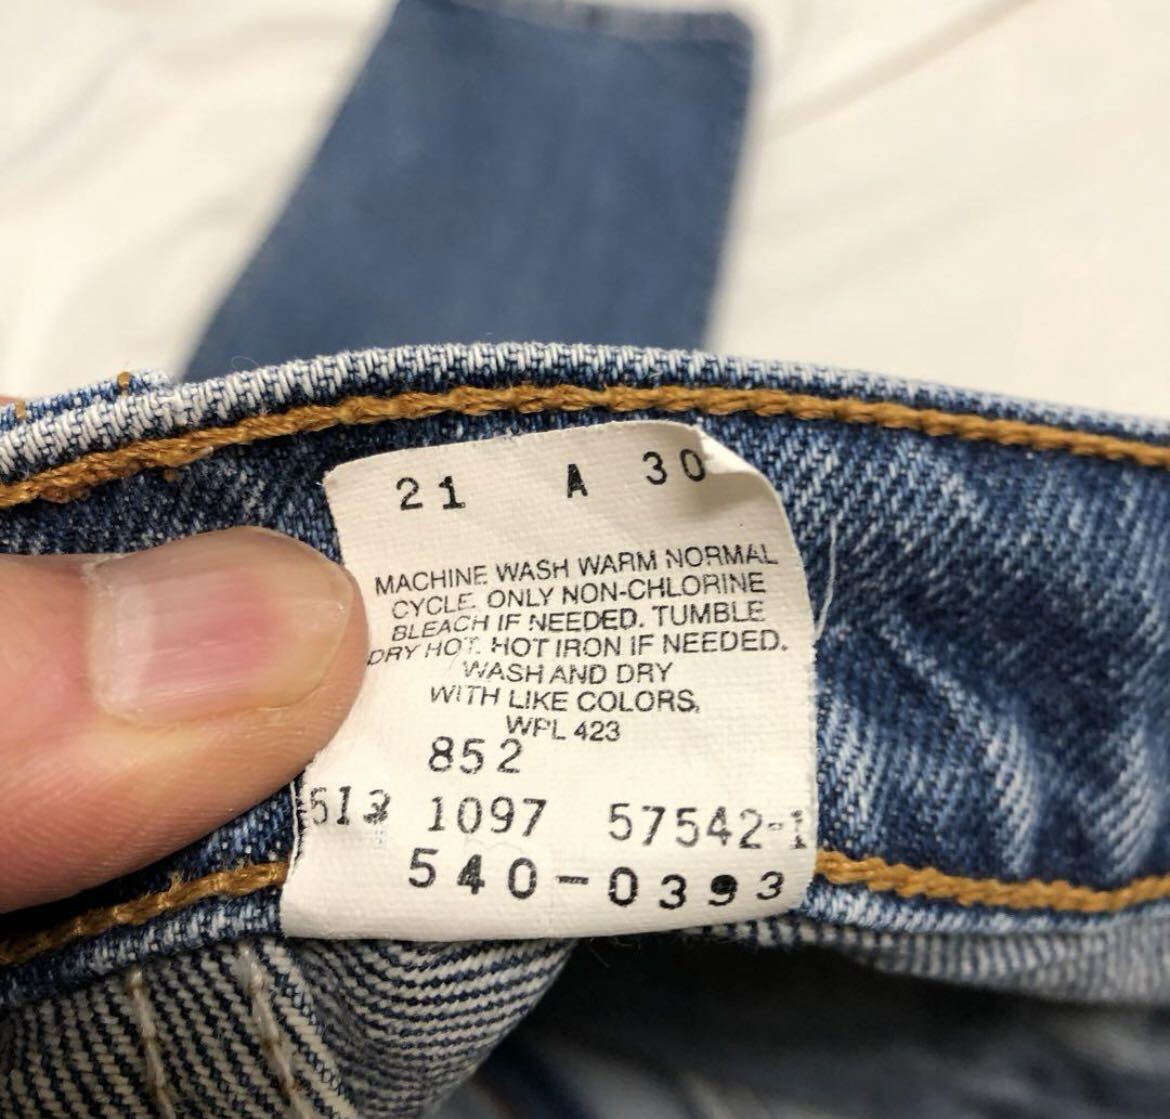 21 A 30
MACHINE WASH WARM NORMAL
CYCLE. ONLY NON-CHLORINE
BLEACH IF NEEDED. TUMBLE
DRY HOT. HOT IRON IF NEEDED.
WASH AND DRY
WITH LIKE COLORS.
WPL 423
852
1097 57542-1
540-0393